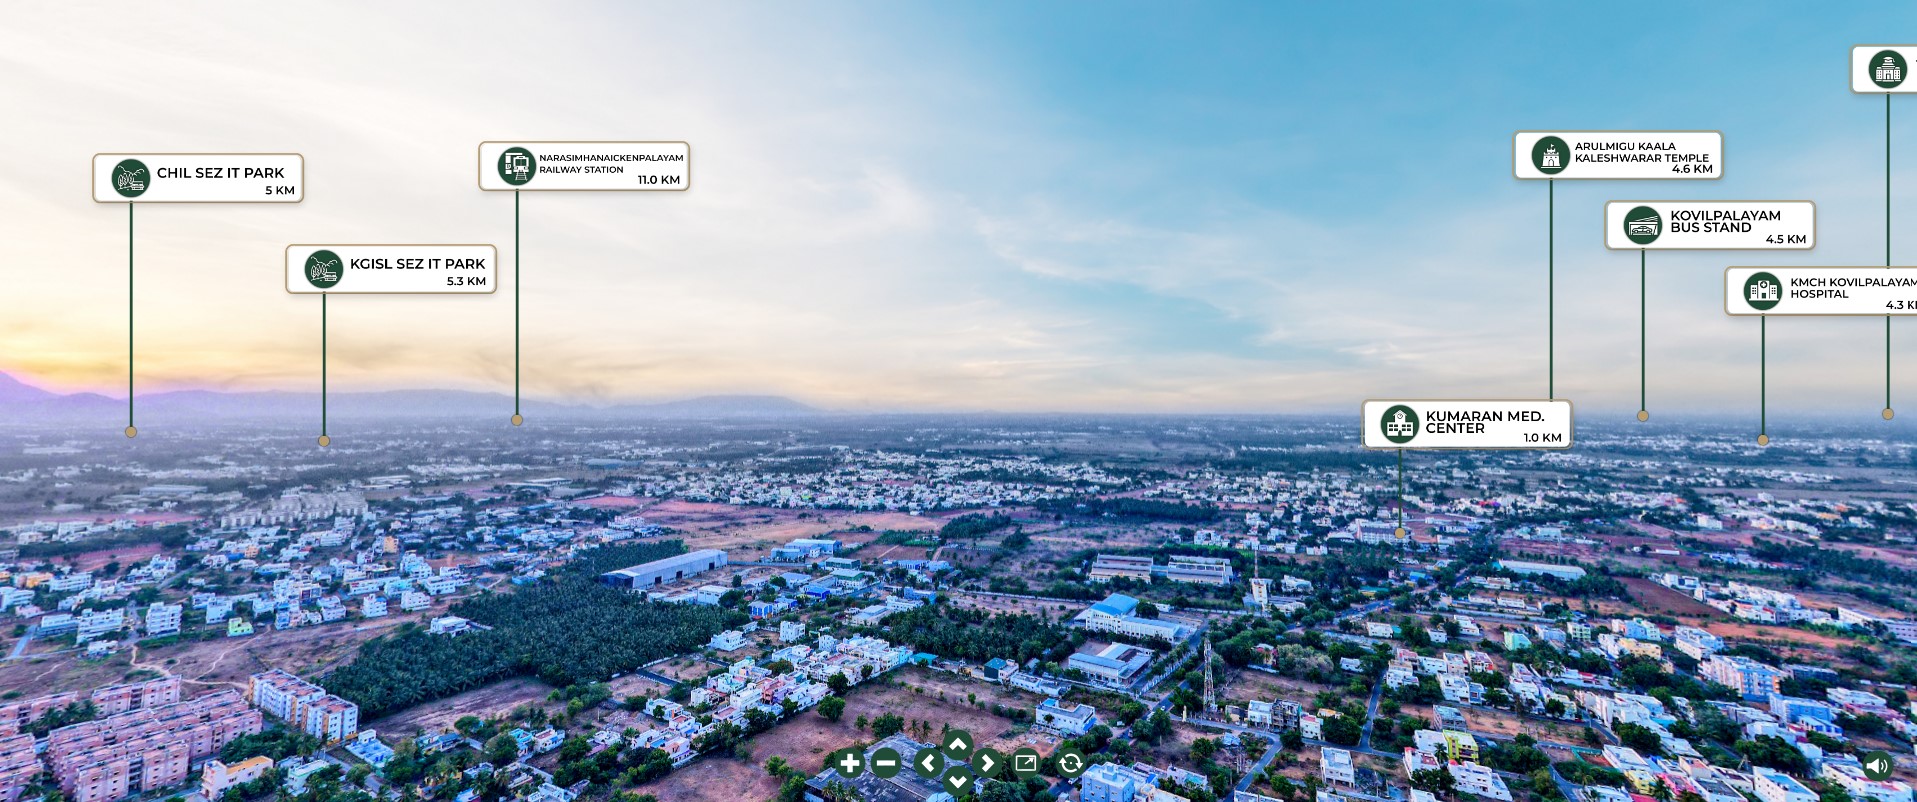 CHIL SEZ IT PARK
5 KM
KGISL SEZ IT PARK
5.3 KM
NARASIMHANAICKENPALAYAM
RAILWAY STATION
11.0 KM
KUMARAN MED.
CENTER
1.0 KM
ARULMIGU KAALA
KALESHWARAR TEMPLE
4.6 KM
KOVILPALAYAM
BUS STAND
4.5 KM
KMCH KOVILPALAYAM
HOSPITAL
4.3